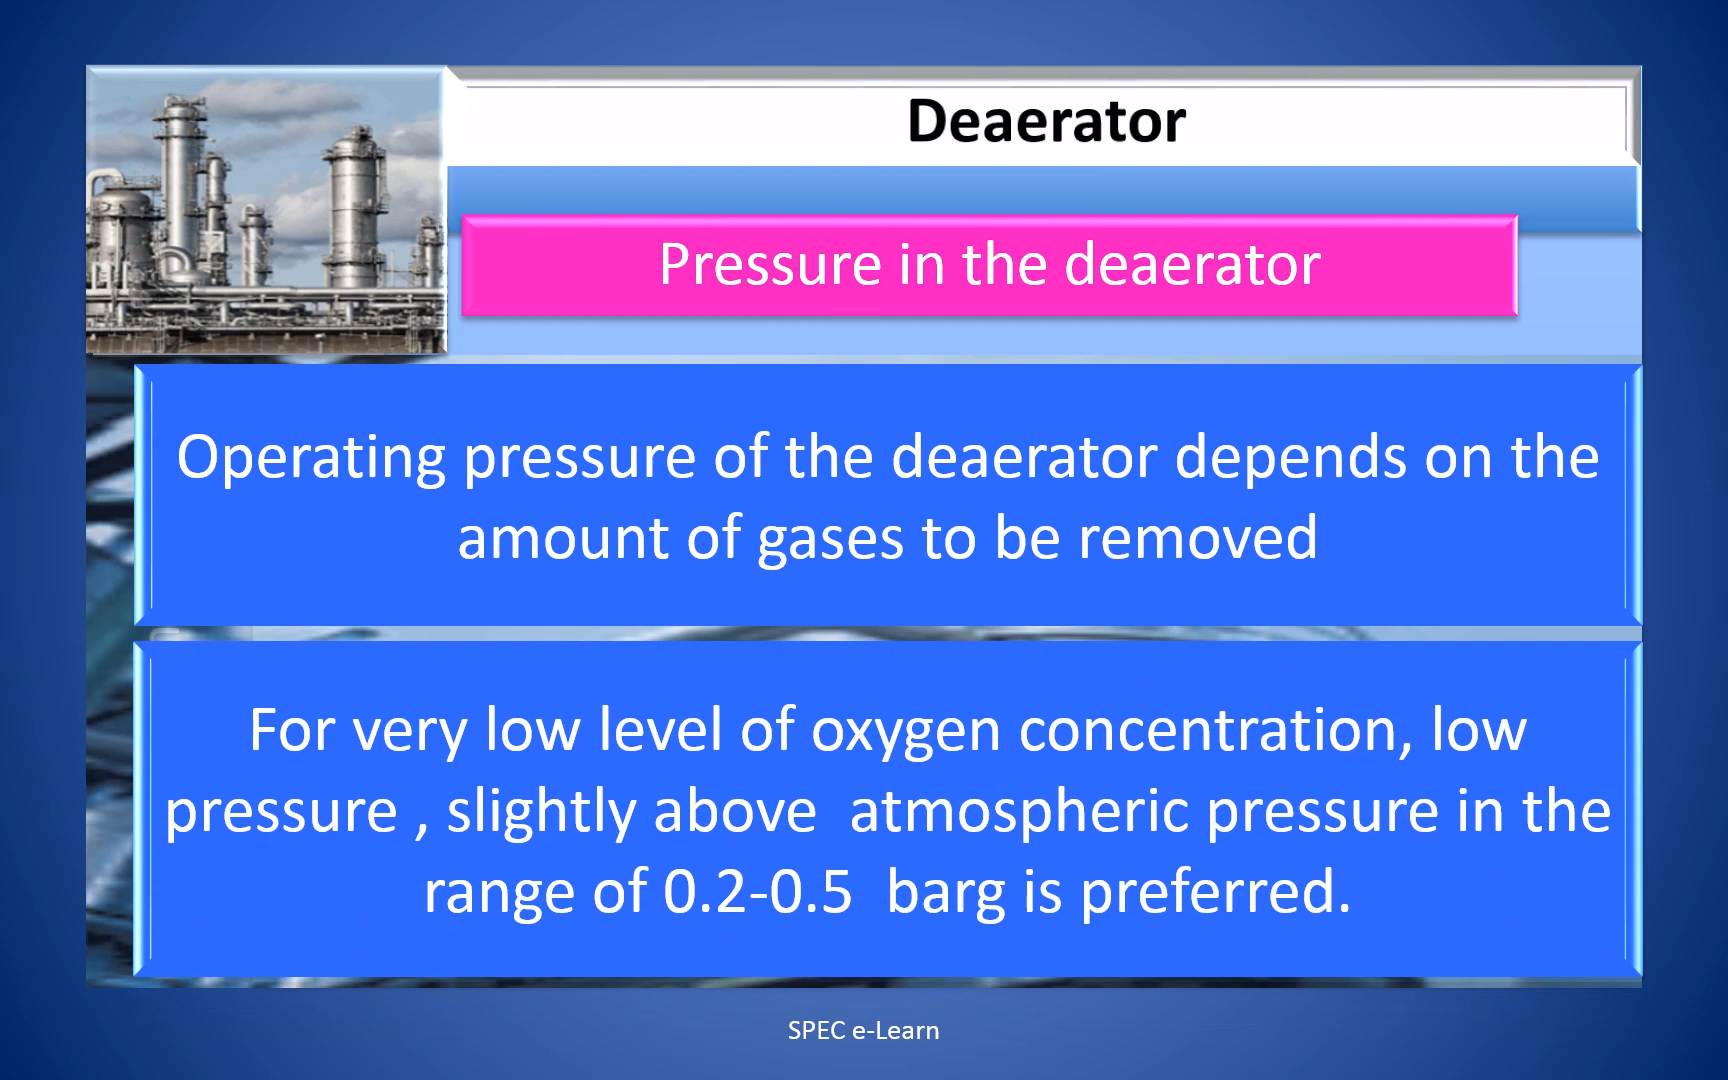 Deaerator
Pressure in the deaerator
Operating pressure of the deaerator depends on the
amount of gases to be removed
For very low level of oxygen concentration, low
pressure , slightly above  atmospheric pressure in the
range of 0.2-0.5  barg is preferred.
SPEC e-Learn